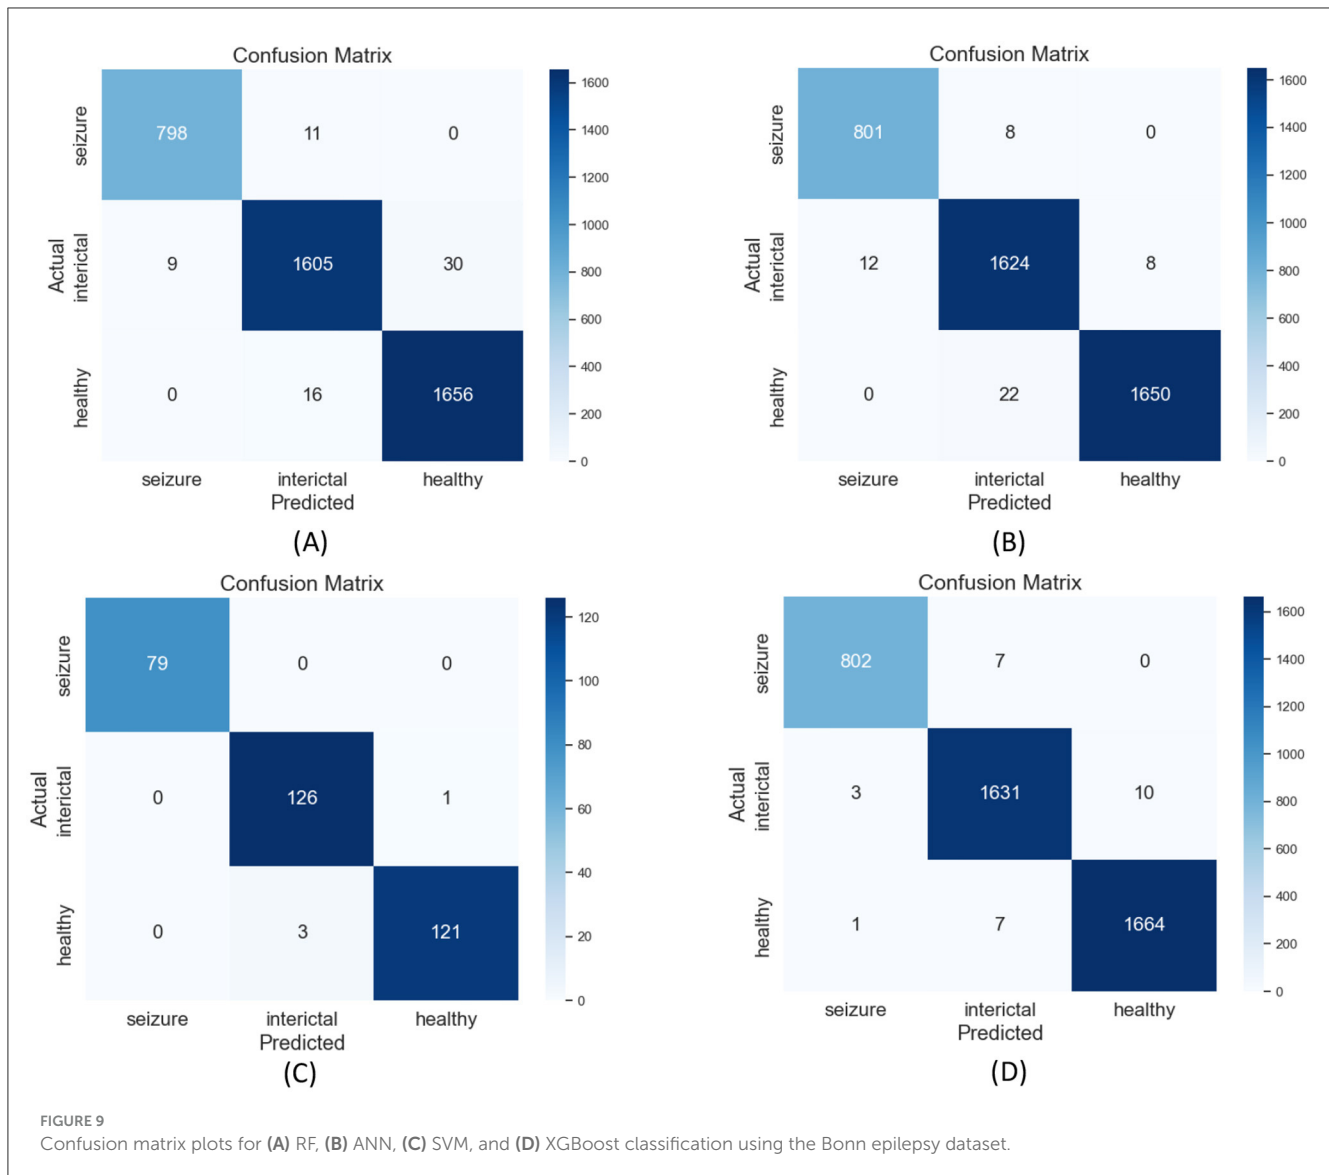 Confusion Matrix
seizure
798 11 0
Actual
interictal
9 1605 30
healthy
0 16 1656
seizure interictal healthy
Predicted
1600
1400
1200
1000
800
600
400
200
0
(A)
Confusion Matrix
seizure
801 8 0
Actual
interictal
12 1624 8
healthy
0 22 1650
seizure interictal healthy
Predicted
1600
1400
1200
1000
800
600
400
200
0
(B)
Confusion Matrix
seizure
79 0 0
Actual
interictal
0 126 1
healthy
0 3 121
seizure interictal healthy
Predicted
120
100
80
60
40
20
0
(C)
Confusion Matrix
seizure
802 7 0
Actual
interictal
3 1631 10
healthy
1 7 1664
seizure interictal healthy
Predicted
1600
1400
1200
1000
800
600
400
200
0
(D)
FIGURE 9
Confusion matrix plots for (A) RF, (B) ANN, (C) SVM, and (D) XGBoost classification using the Bonn epilepsy dataset.